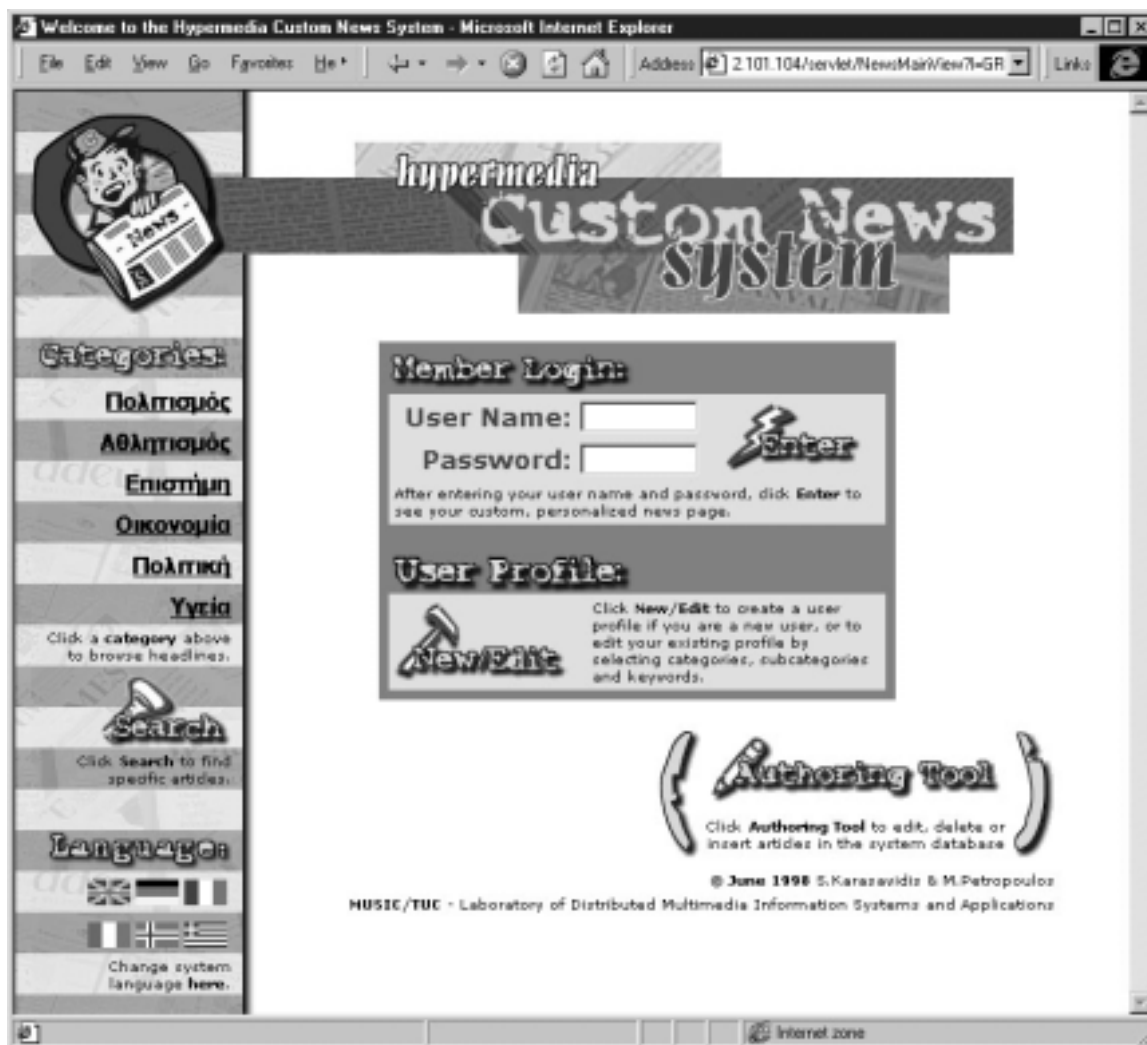 Welcome to the Hypermedia Custom News System - Microsoft Internet Explorer
File Edit View Go Favorites He
Address 2.101.104/servlet/NewsMainView?l=GR Links
News
hypermedia
Custom News
system
Categories:
Πολιτισμός
Αθλητισμός
Επιστήμη
Οικονομία
Πολιτική
Υγεία
Click a category above
to browse headlines.
Search
Click Search to find
specific articles.
Language:
Change system
language here.
Member Login:
User Name:
Password:
Enter
After entering your user name and password, click Enter to
see your custom, personalized news page.
User Profile:
New/Edit
Click New/Edit to create a user
profile if you are a new user, or to
edit your existing profile by
selecting categories, subcategories
and keywords.
Authoring Tool
Click Authoring Tool to edit, delete or
insert articles in the system database
© June 1998 S.Karasavidis & M.Petropoulos
MUSIC/TUC - Laboratory of Distributed Multimedia Information Systems and Applications
Internet zone